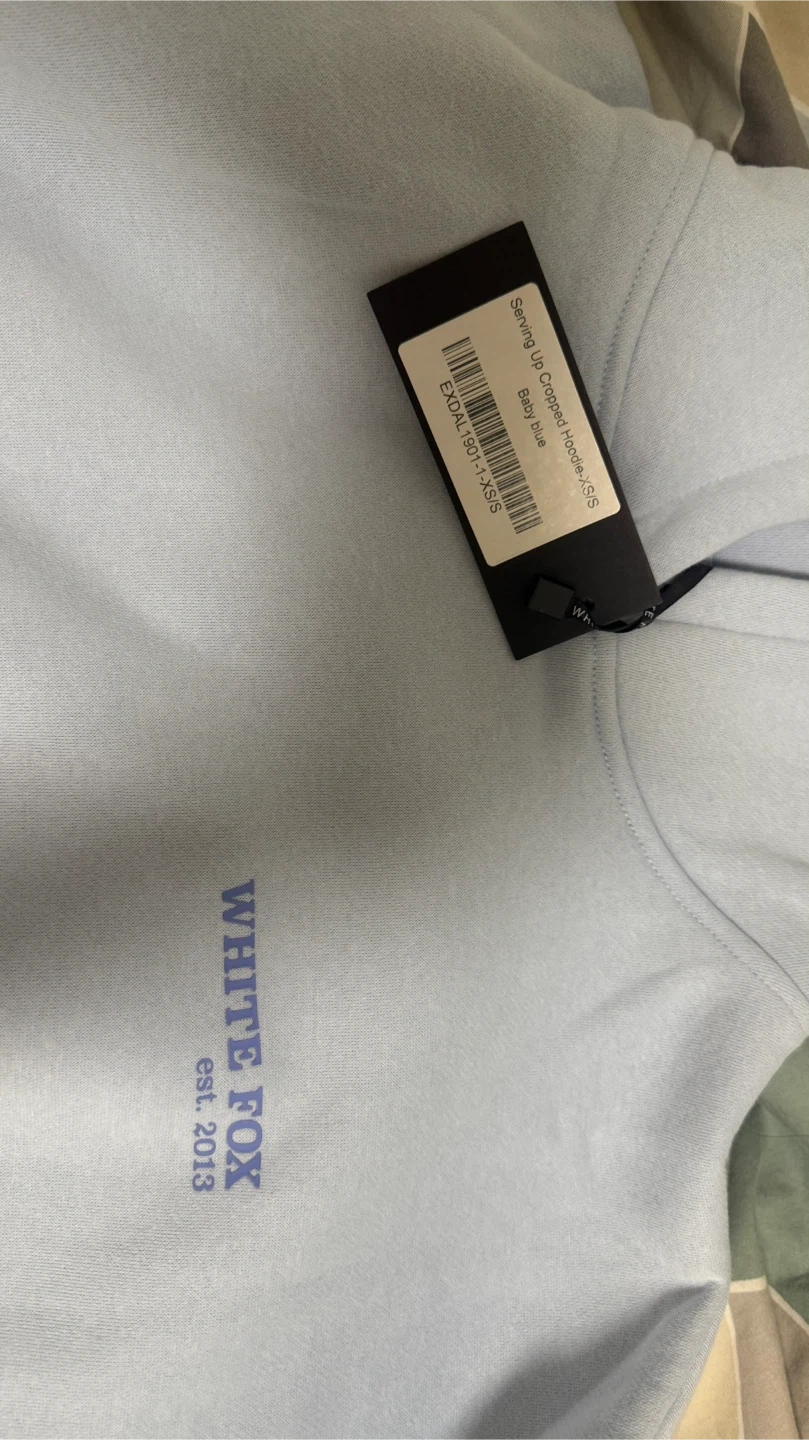 Serving Up Cropped Hoodie-XS/S
Baby blue
EXDAL1901-1-XS/S
WHITE FOX
est. 2013